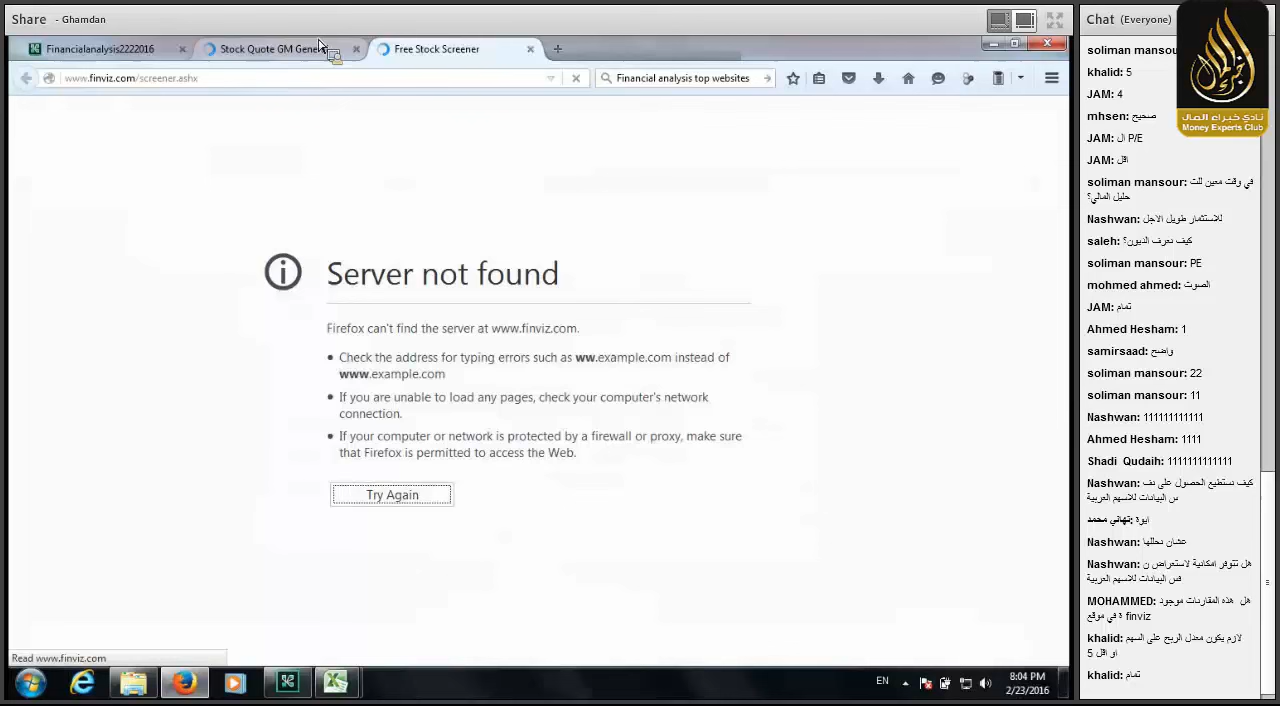 Share - Ghamdan
Financialanalysis2222016
Stock Quote GM Gene
Free Stock Screener
www.finviz.com/screener.ashx
Financial analysis top websites
Server not found
Firefox can't find the server at www.finviz.com.
Check the address for typing errors such as ww.example.com instead of
www.example.com
If you are unable to load any pages, check your computer's network
connection.
If your computer or network is protected by a firewall or proxy, make sure
that Firefox is permitted to access the Web.
Try Again
Read www.finviz.com
EN
8:04 PM
2/23/2016
Chat (Everyone)
soliman mansou
khalid: 5
JAM: 4
mhsen: صحيح
JAM: ال P/E
JAM: اقل
soliman mansour: في وقت معين للت
حليل المالي؟
Nashwan: للاستثمار طويل الاجل
saleh: كيف نعرف الديون؟
soliman mansour: PE
mohmed ahmed: الصوت
JAM: تمام
Ahmed Hesham: 1
samirsaad: واضح
soliman mansour: 22
soliman mansour: 11
Nashwan: 111111111111
Ahmed Hesham: 1111
Shadi Qudaih: 1111111111111
Nashwan: كيف نستطيع الحصول على نف
س البيانات للاسهم العربية
تهاني محمد: ايوة
Nashwan: عشان نحللها
Nashwan: هل تتوفر امكانية لاستعراض ن
فس البيانات للاسهم العربية
MOHAMMED: هل هذه المقارنات موجود
ة في موقع finviz
khalid: لازم يكون معدل الربح على السهم
5 او اقل
khalid: تمام
نادي خبراء المال
Money Experts Club